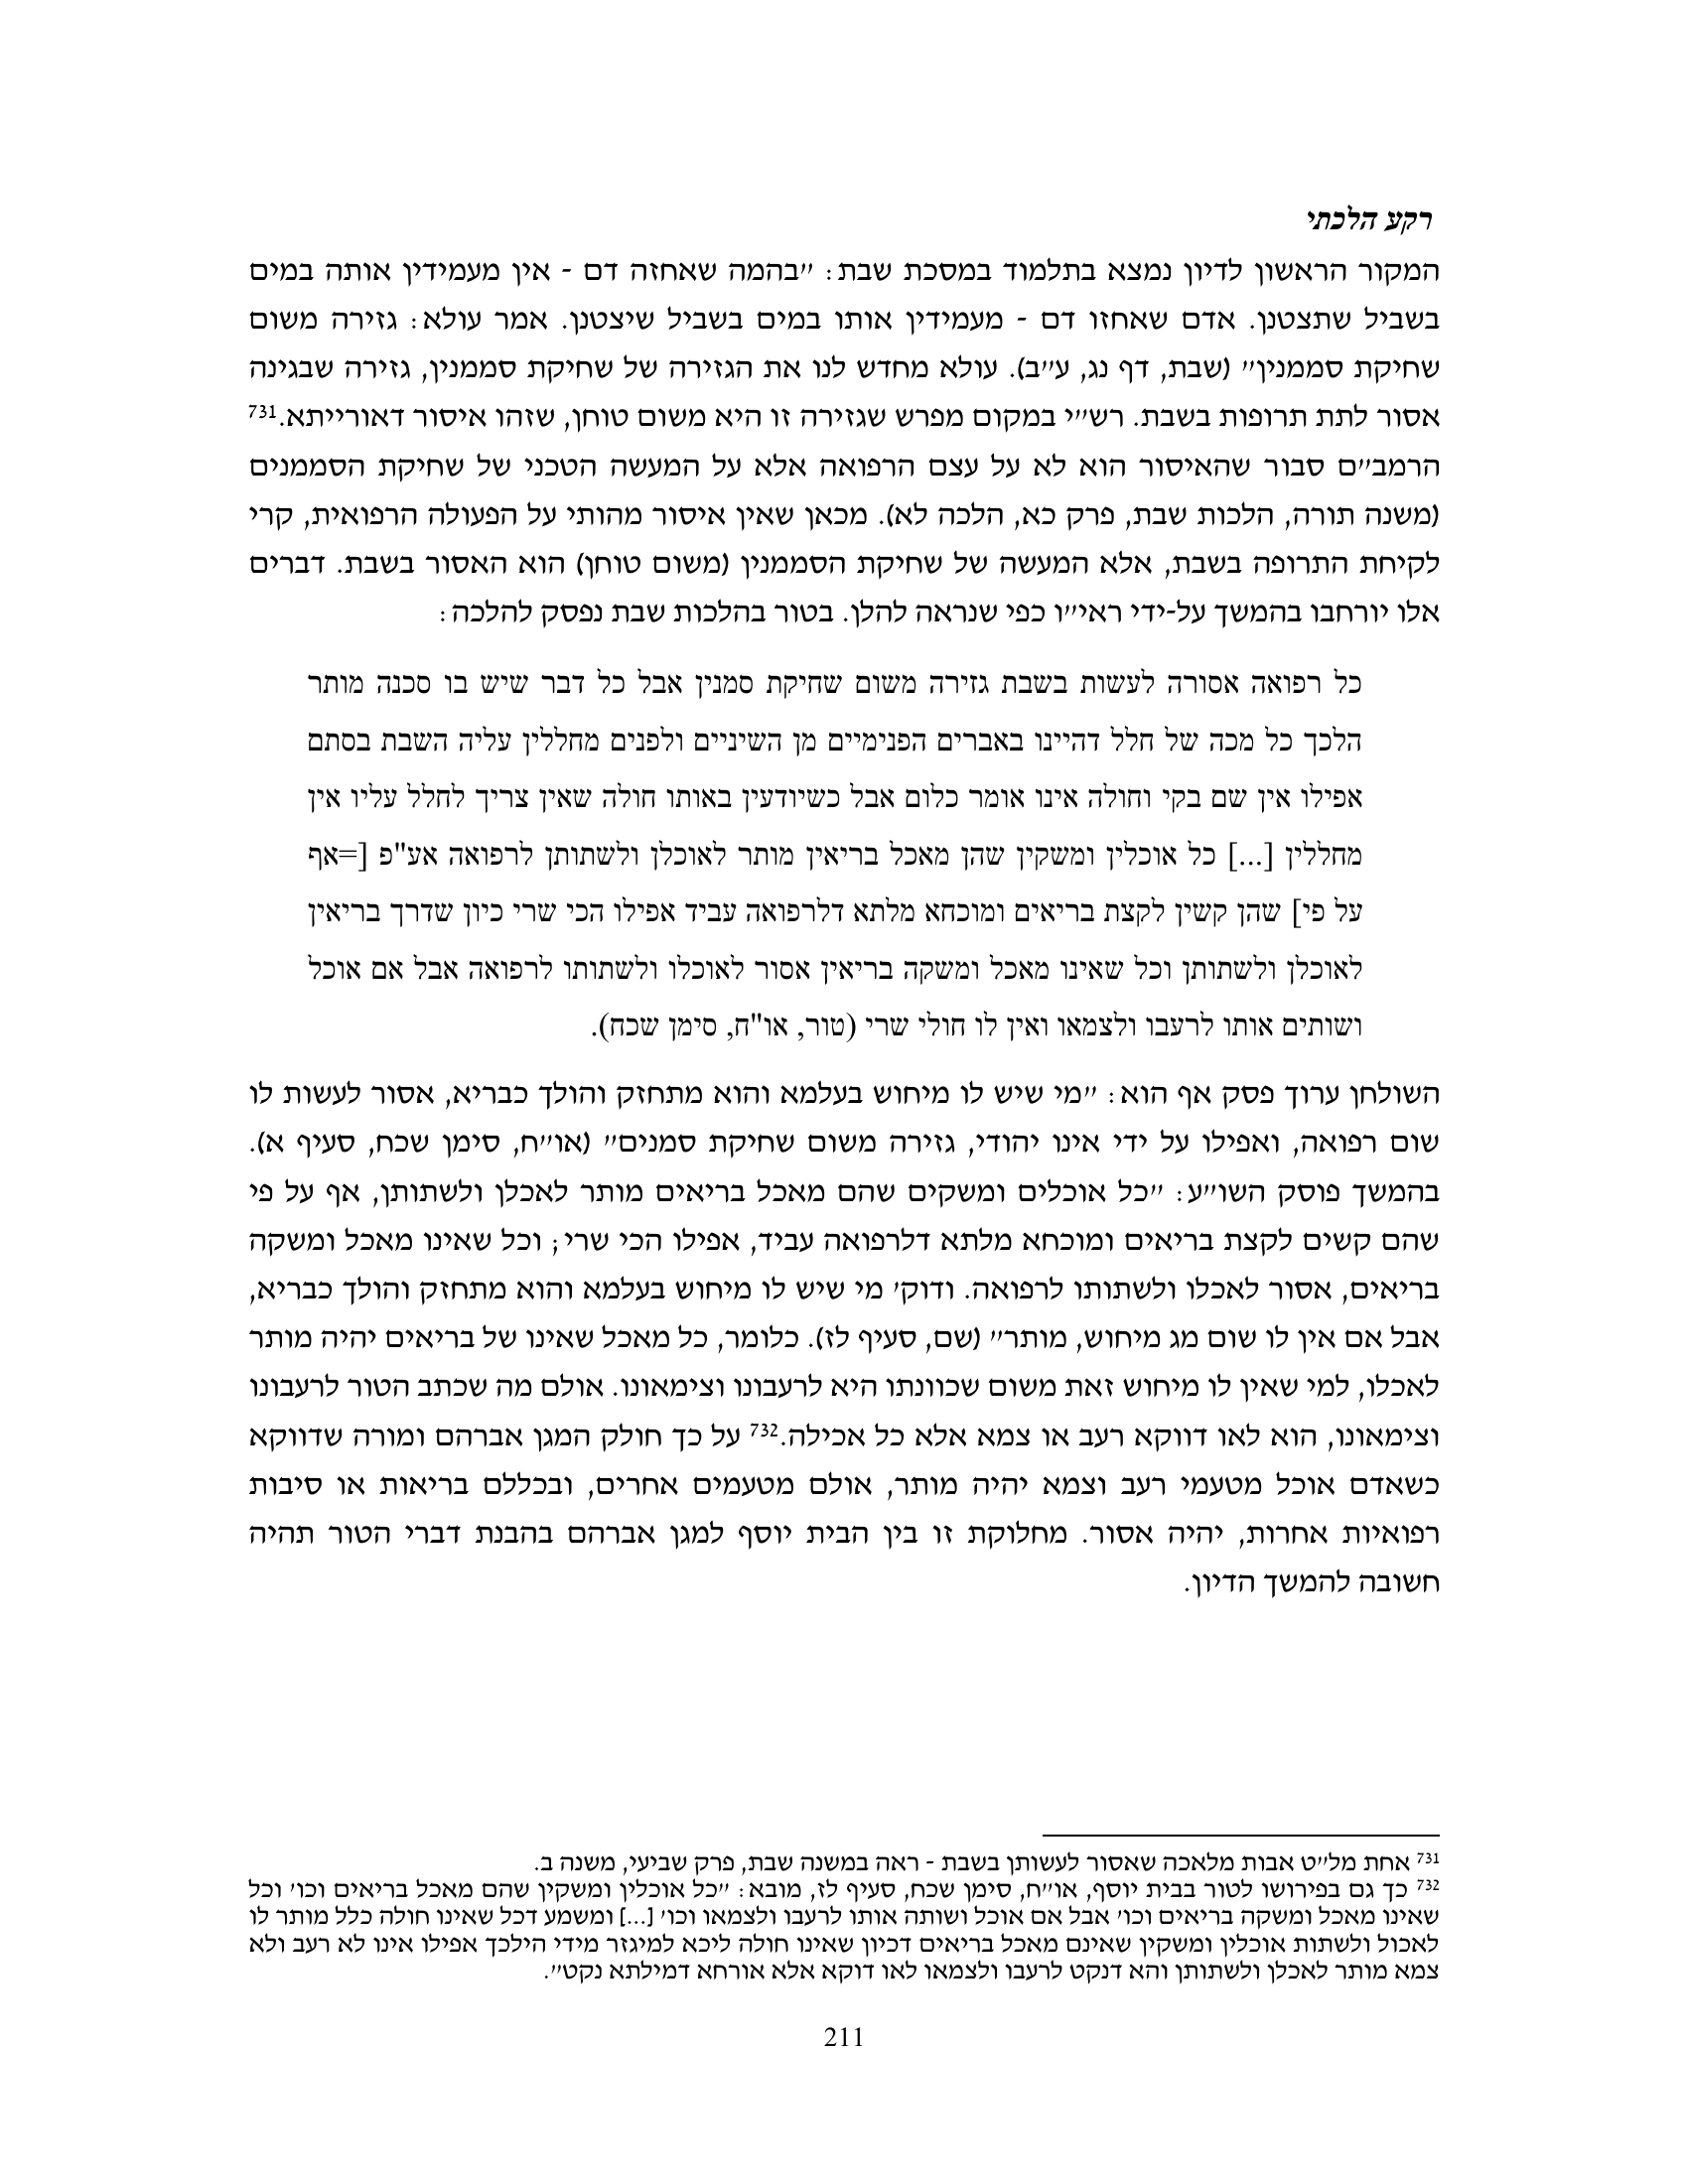 רקע הלכתי
המקור הראשון לדיון נמצא בתלמוד במסכת שבת: ״בהמה שאחזה דם - אין מעמידין אותה במים
בשביל שתצטנן. אדם שאחזו דם - מעמידין אותו במים בשביל שיצטנן. אמר עולא: גזירה משום
שחיקת סממנין״ (שבת, דף נג, ע״ב). עולא מחדש לנו את הגזירה של שחיקת סממנין, גזירה שבגינה
אסור לתת תרופות בשבת. רש״י במקום מפרש שגזירה זו היא משום טוחן, שזהו איסור דאורייתא.731
הרמב״ם סבור שהאיסור הוא לא על עצם הרפואה אלא על המעשה הטכני של שחיקת הסממנים
(משנה תורה, הלכות שבת, פרק כא, הלכה לא). מכאן שאין איסור מהותי על הפעולה הרפואית, קרי
לקיחת התרופה בשבת, אלא המעשה של שחיקת הסממנין (משום טוחן) הוא האסור בשבת. דברים
אלו יורחבו בהמשך על-ידי ראי״ו כפי שנראה להלן. בטור בהלכות שבת נפסק להלכה:
כל רפואה אסורה לעשות בשבת גזירה משום שחיקת סמנין אבל כל דבר שיש בו סכנה מותר
הלכך כל מכה של חלל דהיינו באברים הפנימיים מן השיניים ולפנים מחללין עליה השבת בסתם
אפילו אין שם בקי וחולה אינו אומר כלום אבל כשיודעין באותו חולה שאין צריך לחלל עליו אין
מחללין [...] כל אוכלין ומשקין שהן מאכל בריאין מותר לאוכלן ולשתותן לרפואה אע"פ [=אף
על פי] שהן קשין לקצת בריאים ומוכחא מלתא דלרפואה עביד אפילו הכי שרי כיון שדרך בריאין
לאוכלן ולשתותן וכל שאינו מאכל ומשקה בריאין אסור לאוכלו ולשתותו לרפואה אבל אם אוכל
ושותים אותו לרעבו ולצמאו ואין לו חולי שרי (טור, או"ח, סימן שכח).
השולחן ערוך פסק אף הוא: ״מי שיש לו מיחוש בעלמא והוא מתחזק והולך כבריא, אסור לעשות לו
שום רפואה, ואפילו על ידי אינו יהודי, גזירה משום שחיקת סמנים״ (או״ח, סימן שכח, סעיף א).
בהמשך פוסק השו״ע: ״כל אוכלים ומשקים שהם מאכל בריאים מותר לאכלן ולשתותן, אף על פי
שהם קשים לקצת בריאים ומוכחא מלתא דלרפואה עביד, אפילו הכי שרי; וכל שאינו מאכל ומשקה
בריאים, אסור לאכלו ולשתותו לרפואה. ודוק׳ מי שיש לו מיחוש בעלמא והוא מתחזק והולך כבריא,
אבל אם אין לו שום מג מיחוש, מותר״ (שם, סעיף לז). כלומר, כל מאכל שאינו של בריאים יהיה מותר
לאכלו, למי שאין לו מיחוש זאת משום שכוונתו היא לרעבונו וצימאונו. אולם מה שכתב הטור לרעבונו
וצימאונו, הוא לאו דווקא רעב או צמא אלא כל אכילה.732 על כך חולק המגן אברהם ומורה שדווקא
כשאדם אוכל מטעמי רעב וצמא יהיה מותר, אולם מטעמים אחרים, ובכללם בריאות או סיבות
רפואיות אחרות, יהיה אסור. מחלוקת זו בין הבית יוסף למגן אברהם בהבנת דברי הטור תהיה
חשובה להמשך הדיון.
731 אחת מל״ט אבות מלאכה שאסור לעשותן בשבת - ראה במשנה שבת, פרק שביעי, משנה ב.
732 כך גם בפירושו לטור בבית יוסף, או״ח, סימן שכח, סעיף לז, מובא: ״כל אוכלין ומשקין שהם מאכל בריאים וכו׳ וכל
שאינו מאכל ומשקה בריאים וכו׳ אבל אם אוכל ושותה אותו לרעבו ולצמאו וכו׳ [...] ומשמע דכל שאינו חולה כלל מותר לו
לאכול ולשתות אוכלין ומשקין שאינם מאכל בריאים דכיון שאינו חולה ליכא למיגזר מידי הילכך אפילו אינו לא רעב ולא
צמא מותר לאכלן ולשתותן והא דנקט לרעבו ולצמאו לאו דוקא אלא אורחא דמילתא נקט״.
211